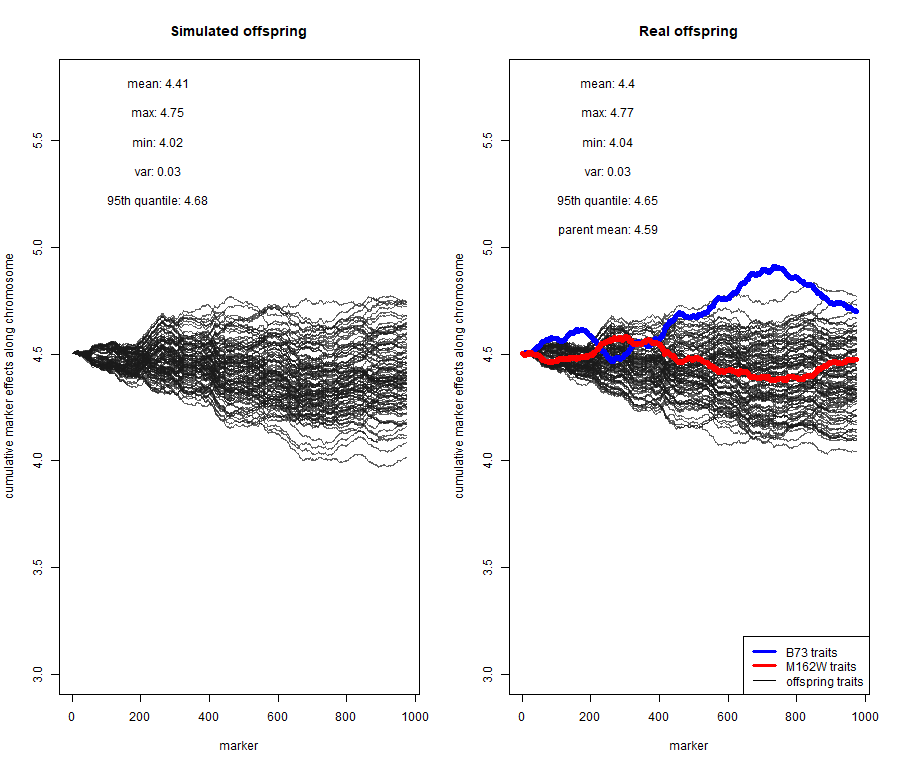 Simulated offspring
mean: 4.41
max: 4.75
min: 4.02
var: 0.03
95th quantile: 4.68
cumulative marker effects along chromosome
5.5
5.0
4.5
4.0
3.5
3.0
0 200 400 600 800 1000
marker
Real offspring
mean: 4.4
max: 4.77
min: 4.04
var: 0.03
95th quantile: 4.65
parent mean: 4.59
cumulative marker effects along chromosome
5.5
5.0
4.5
4.0
3.5
3.0
B73 traits
M162W traits
offspring traits
0 200 400 600 800 1000
marker